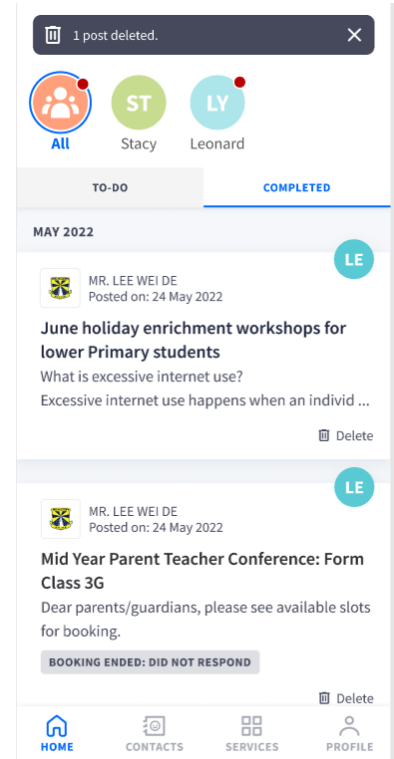 1 post deleted.
ST
LY
All
Stacy
Leonard
TO-DO
COMPLETED
MAY 2022
LE
MR. LEE WEI DE
Posted on: 24 May 2022
June holiday enrichment workshops for
lower Primary students
What is excessive internet use?
Excessive internet use happens when an individ ...
Delete
LE
MR. LEE WEI DE
Posted on: 24 May 2022
Mid Year Parent Teacher Conference: Form
Class 3G
Dear parents/guardians, please see available slots
for booking.
BOOKING ENDED: DID NOT RESPOND
Delete
HOME
CONTACTS
SERVICES
PROFILE